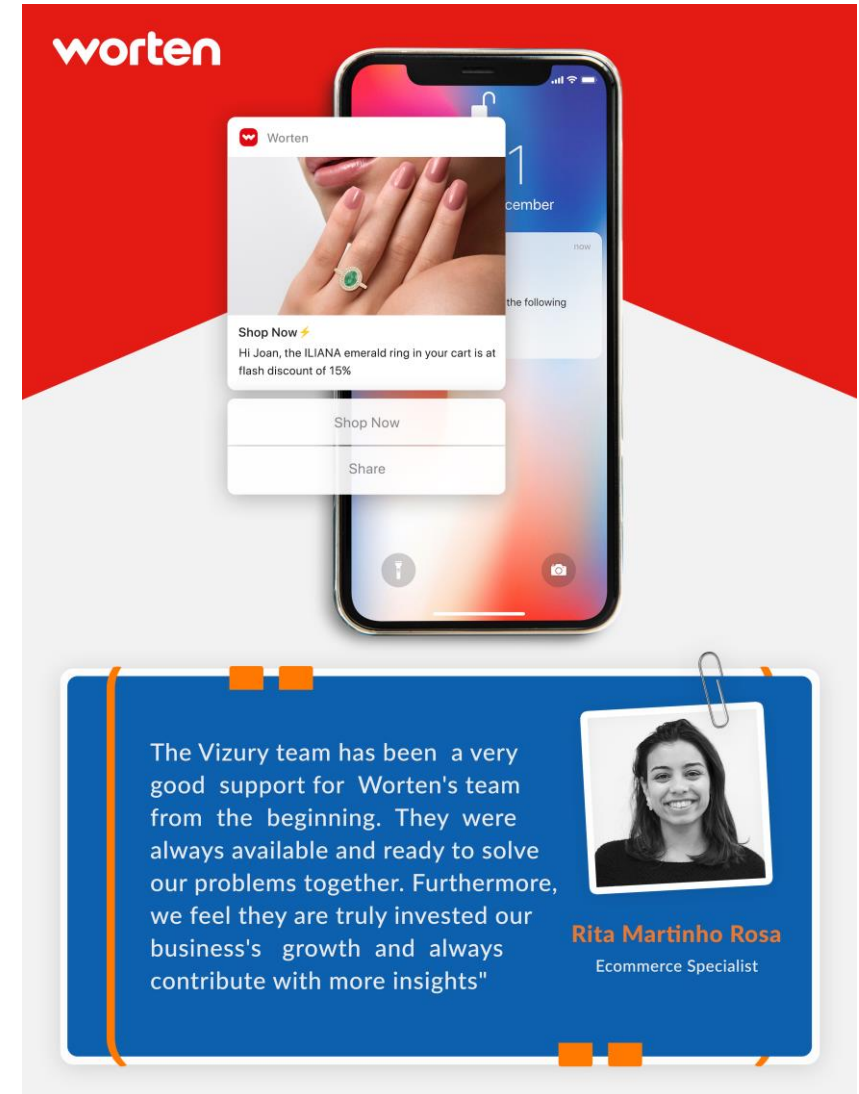 worten
Worten
1
cember
now
the following
Shop Now⚡
Hi Joan, the ILIANA emerald ring in your cart is at
flash discount of 15%
Shop Now
Share
The Vizury team has been a very
good support for Worten's team
from the beginning. They were
always available and ready to solve
our problems together. Furthermore,
we feel they are truly invested our
business's growth and always
contribute with more insights"
Rita Martinho Rosa
Ecommerce Specialist